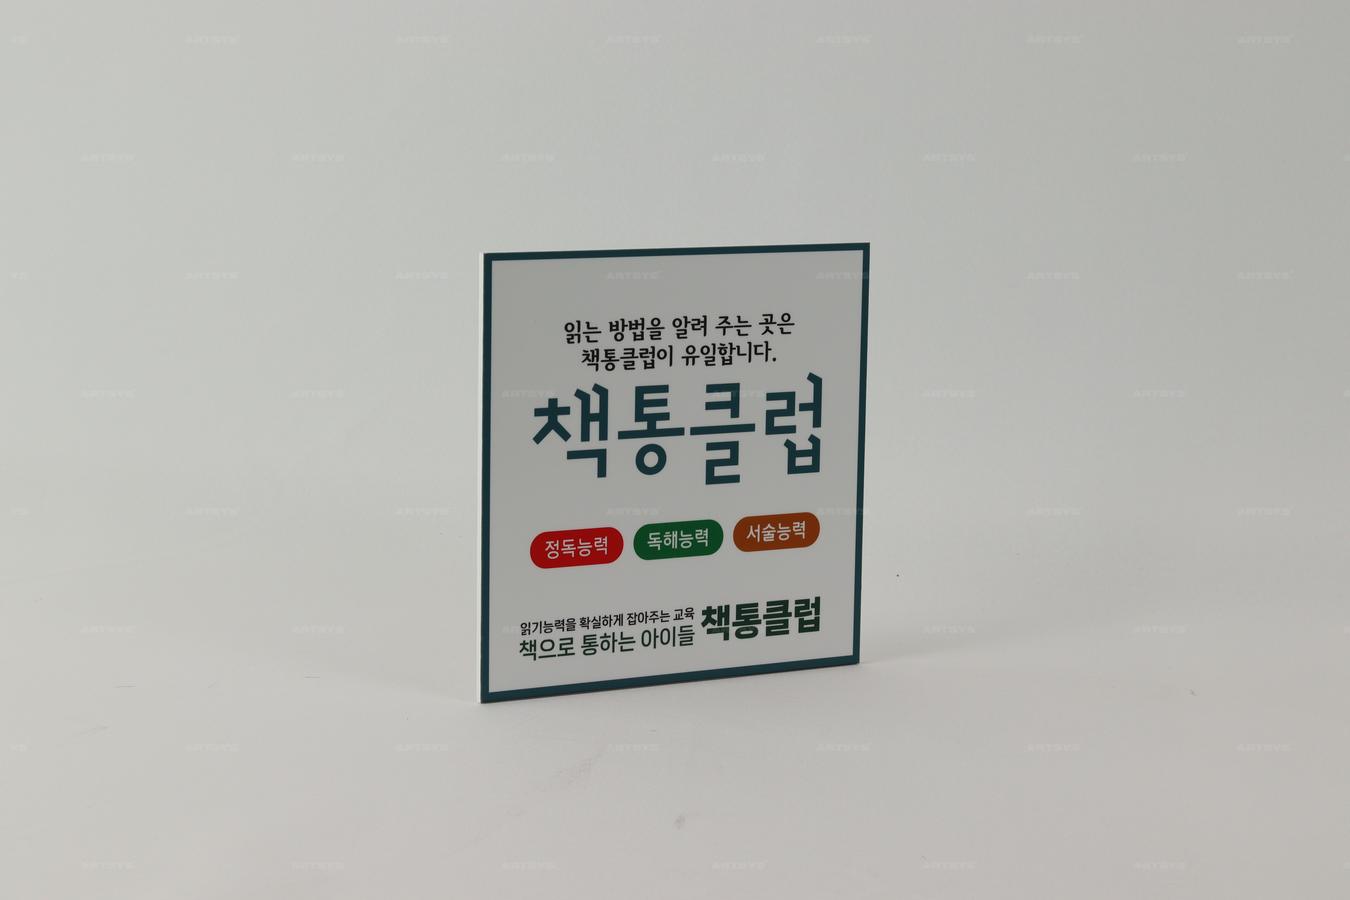 읽는 방법을 알려 주는 곳은
책통클럽이 유일합니다.
책통클럽
정독능력 독해능력 서술능력
읽기능력을 확실하게 잡아주는 교육
책으로 통하는 아이들 책통클럽
ARTSYS